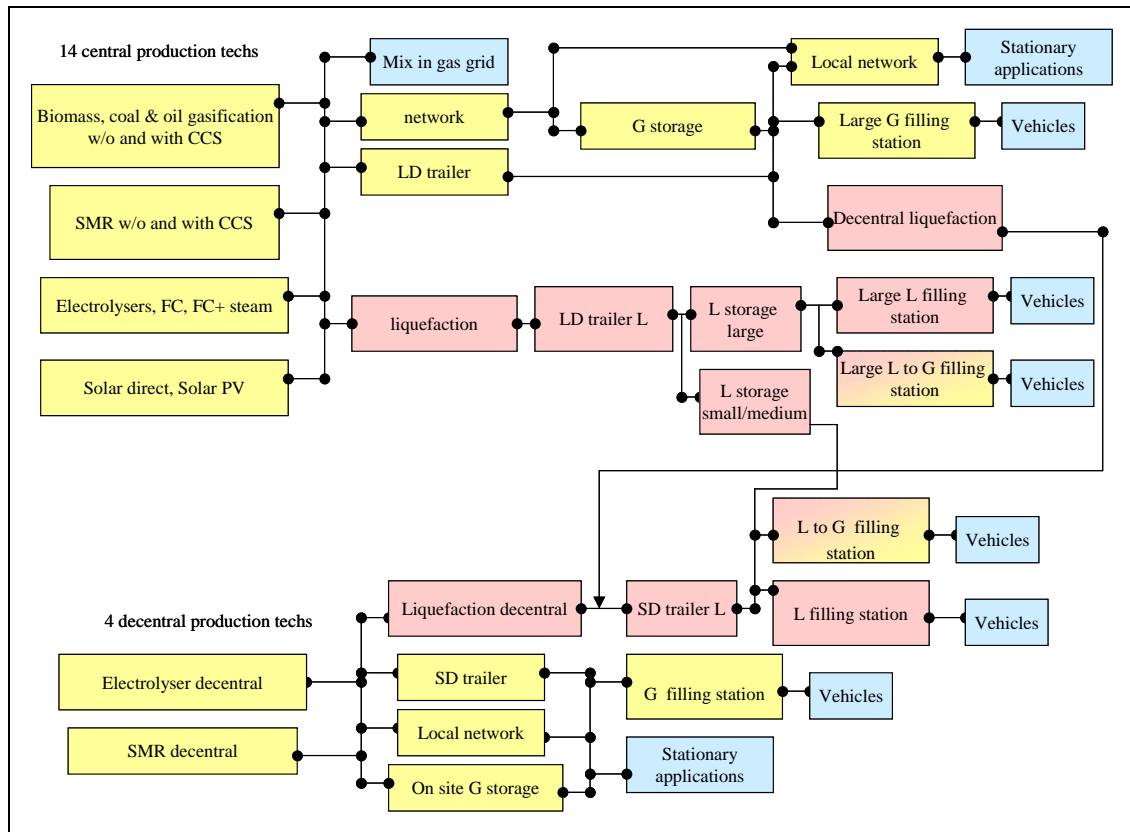 14 central production techs
Mix in gas grid
Local network
Stationary
applications
Biomass, coal & oil gasification
w/o and with CCS
network
G storage
Large G filling
station
Vehicles
LD trailer
SMR w/o and with CCS
Decentral liquefaction
Electrolysers, FC, FC+ steam
liquefaction
LD trailer L
L storage
large
Large L filling
station
Vehicles
Solar direct, Solar PV
Large L to G filling
station
Vehicles
L storage
small/medium
L to G  filling
station
Vehicles
4 decentral production techs
Liquefaction decentral
SD trailer L
L filling station
Vehicles
Electrolyser decentral
SD trailer
G  filling station
Vehicles
SMR decentral
Local network
Stationary
applications
On site G storage